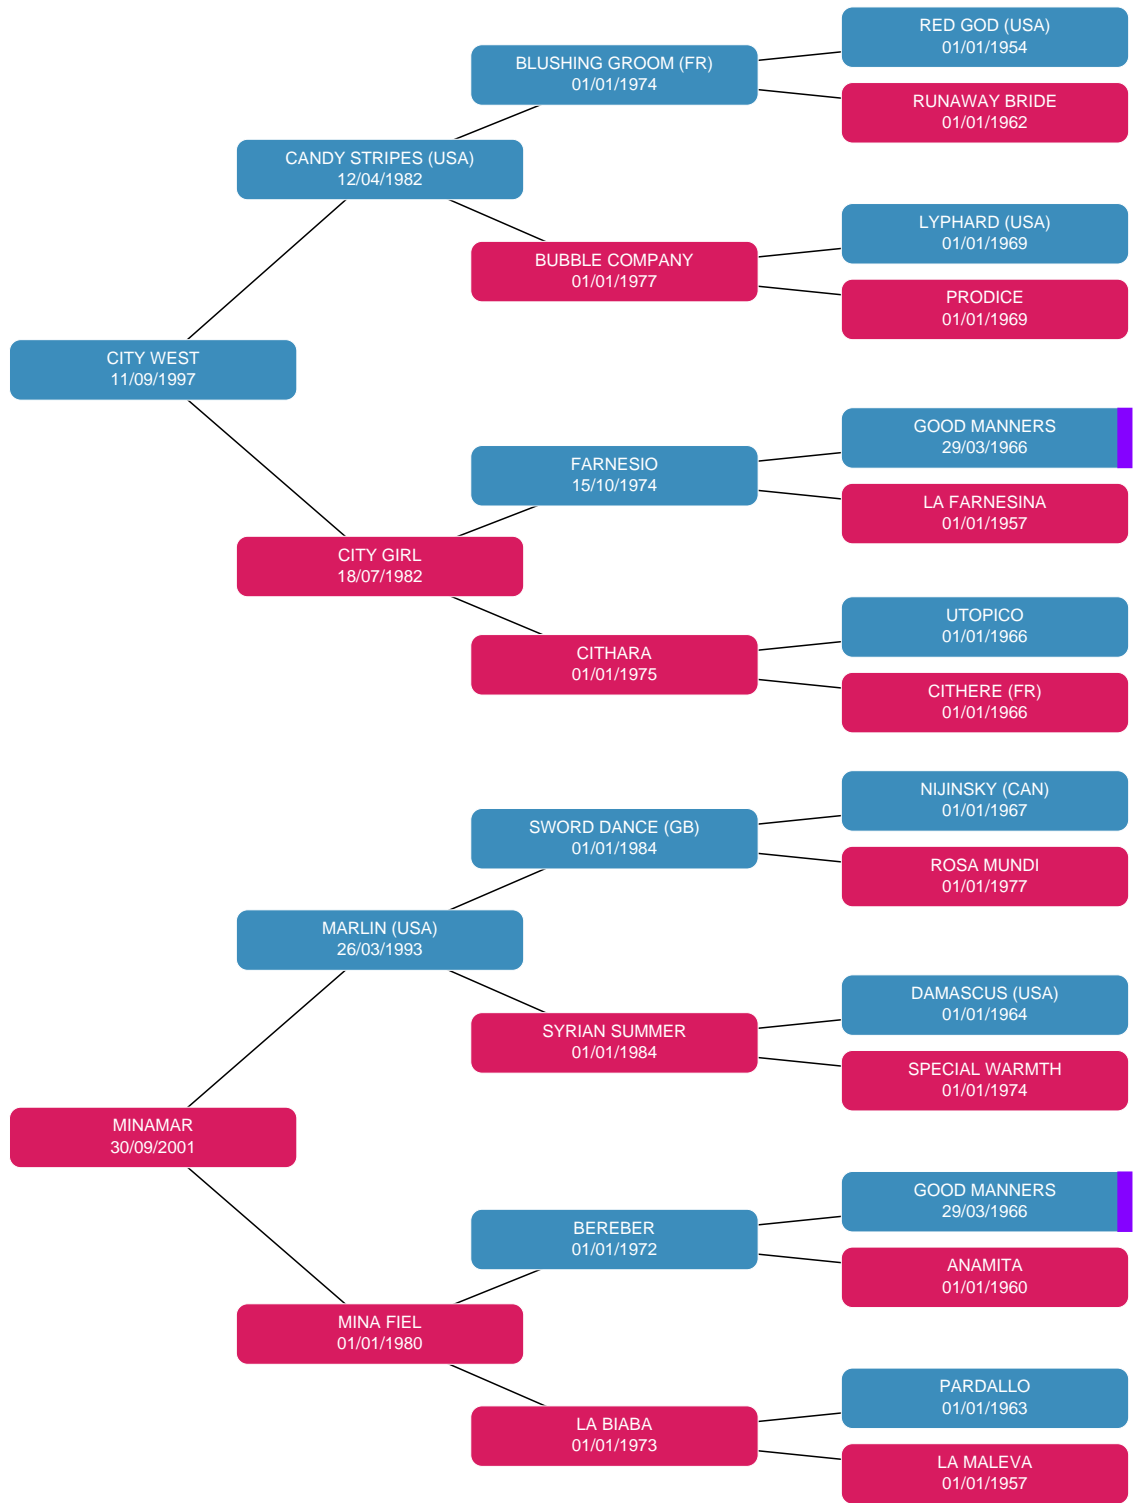 RED GOD (USA)
01/01/1954
BLUSHING GROOM (FR)
01/01/1974
RUNAWAY BRIDE
01/01/1962
CANDY STRIPES (USA)
12/04/1982
LYPHARD (USA)
01/01/1969
BUBBLE COMPANY
01/01/1977
PRODICE
01/01/1969
CITY WEST
11/09/1997
GOOD MANNERS
29/03/1966
FARNESIO
15/10/1974
LA FARNESINA
01/01/1957
CITY GIRL
18/07/1982
UTOPICO
01/01/1966
CITHARA
01/01/1975
CITHERE (FR)
01/01/1966
NIJINSKY (CAN)
01/01/1967
SWORD DANCE (GB)
01/01/1984
ROSA MUNDI
01/01/1977
MARLIN (USA)
26/03/1993
DAMASCUS (USA)
01/01/1964
SYRIAN SUMMER
01/01/1984
SPECIAL WARMTH
01/01/1974
MINAMAR
30/09/2001
GOOD MANNERS
29/03/1966
BEREBER
01/01/1972
ANAMITA
01/01/1960
MINA FIEL
01/01/1980
PARDALLO
01/01/1963
LA BIABA
01/01/1973
LA MALEVA
01/01/1957